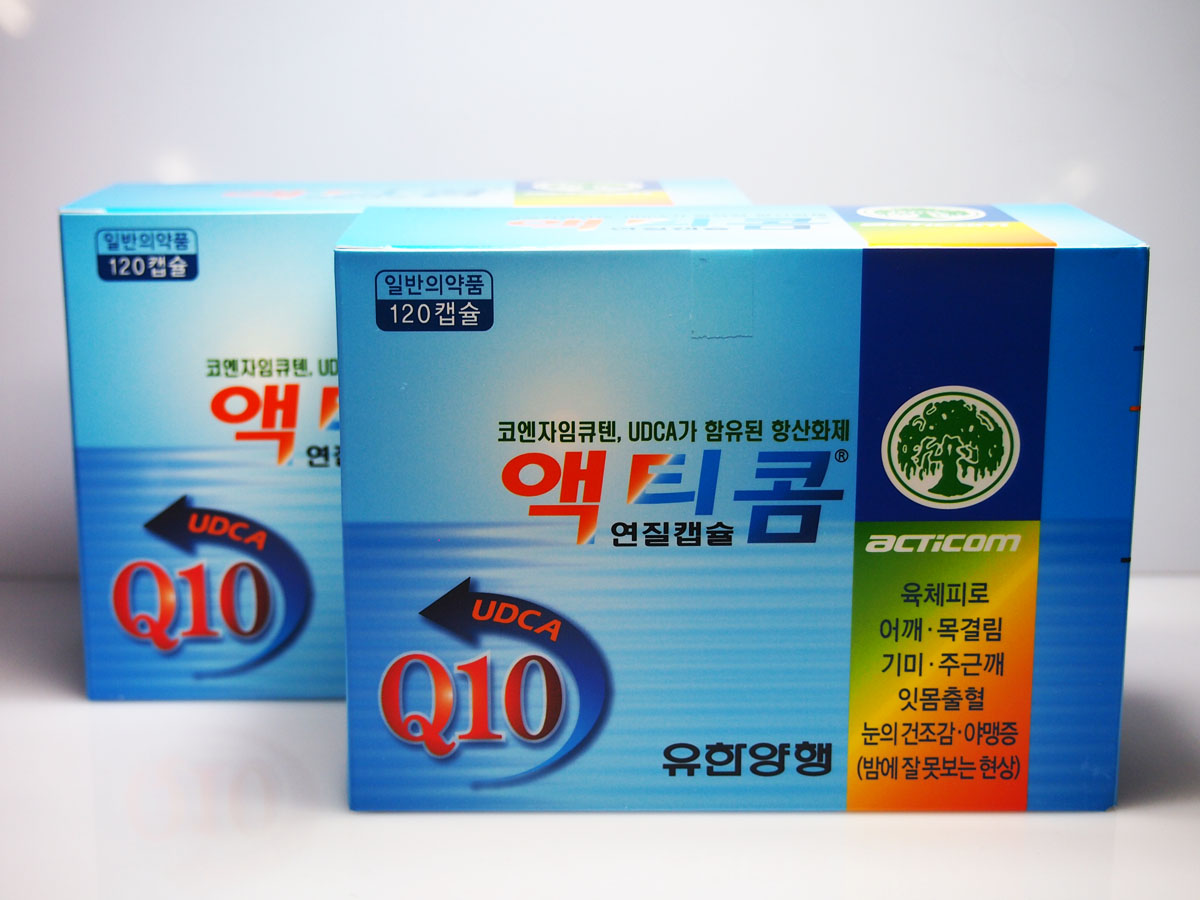 일반의약품
120캡슐
코엔자임큐텐, UD
액
연질
UDCA
Q10
일반의약품
120캡슐
코엔자임큐텐, UDCA가 함유된 항산화제
액티콤®
연질캡슐
UDCA
Q10
유한양행
acticom
육체피로
어깨·목결림
기미·주근깨
잇몸출혈
눈의 건조감·야맹증
(밤에 잘 못보는 현상)